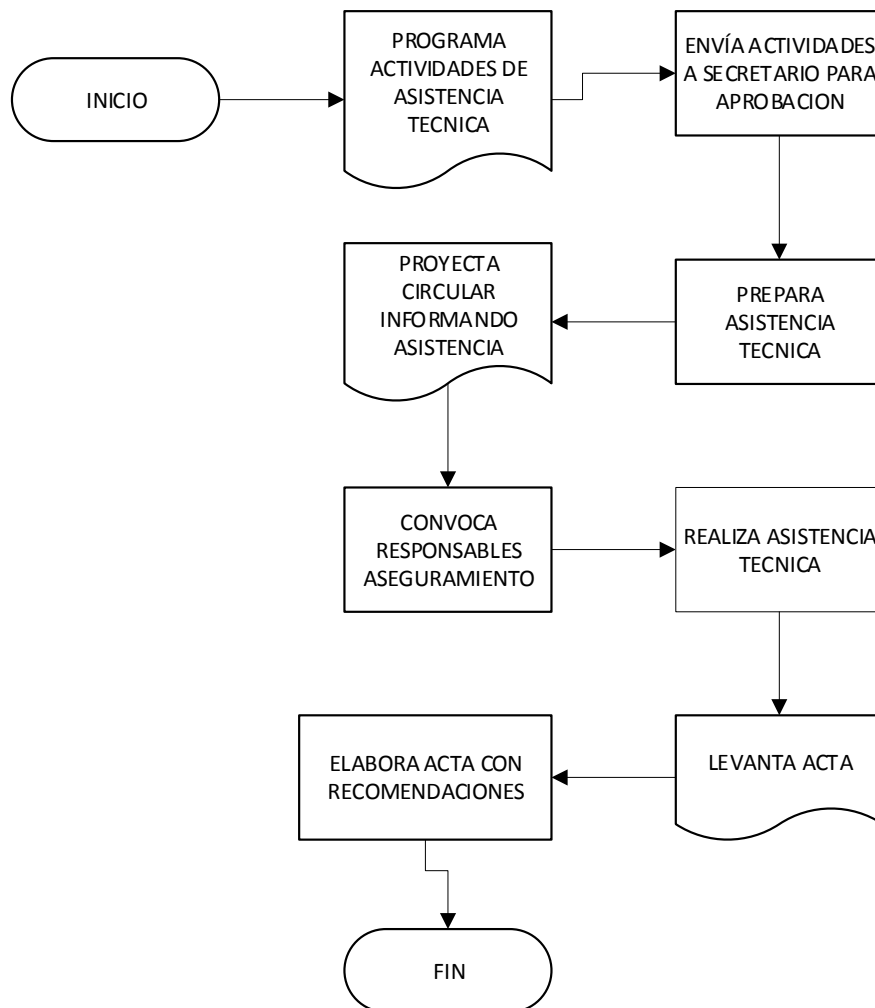 INICIO
PROGRAMA
ACTIVIDADES DE
ASISTENCIA
TECNICA
ENVÍA ACTIVIDADES
A SECRETARIO PARA
APROBACION
PREPARA
ASISTENCIA
TECNICA
PROYECTA
CIRCULAR
INFORMANDO
ASISTENCIA
CONVOCA
RESPONSABLES
ASEGURAMIENTO
REALIZA ASISTENCIA
TECNICA
LEVANTA ACTA
ELABORA ACTA CON
RECOMENDACIONES
FIN